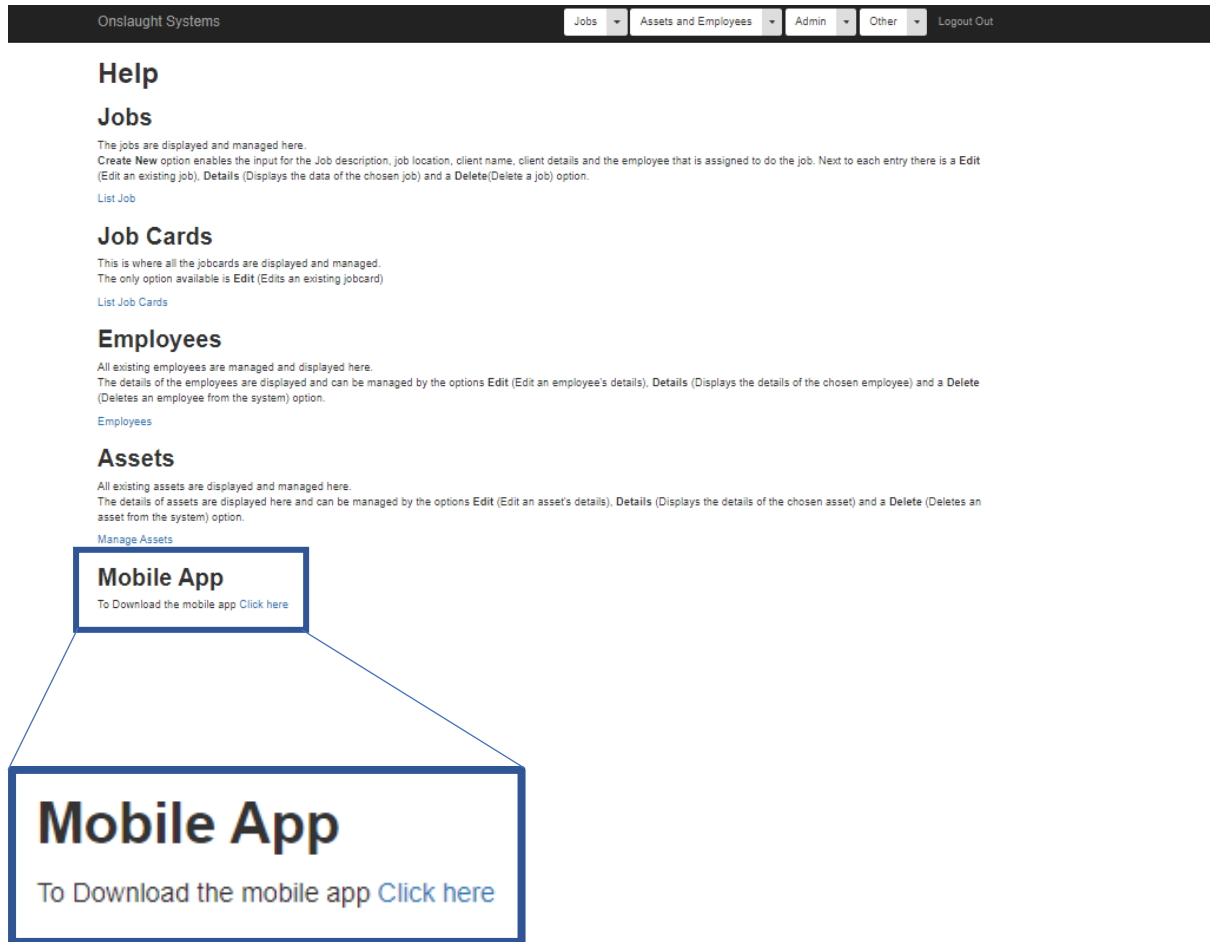 Onslaught Systems Jobs Assets and Employees Admin Other Logout Out
Help
Jobs
The jobs are displayed and managed here.
Create New option enables the input for the Job description, job location, client name, client details and the employee that is assigned to do the job. Next to each entry there is a Edit
(Edit an existing job), Details (Displays the data of the chosen job) and a Delete(Delete a job) option.
List Job
Job Cards
This is where all the jobcards are displayed and managed.
The only option available is Edit (Edits an existing jobcard)
List Job Cards
Employees
All existing employees are managed and displayed here.
The details of the employees are displayed and can be managed by the options Edit (Edit an employee's details), Details (Displays the details of the chosen employee) and a Delete
(Deletes an employee from the system) option.
Employees
Assets
All existing assets are displayed and managed here.
The details of assets are displayed here and can be managed by the options Edit (Edit an asset's details), Details (Displays the details of the chosen asset) and a Delete (Deletes an
asset from the system) option.
Manage Assets
Mobile App
To Download the mobile app Click here
Mobile App
To Download the mobile app Click here